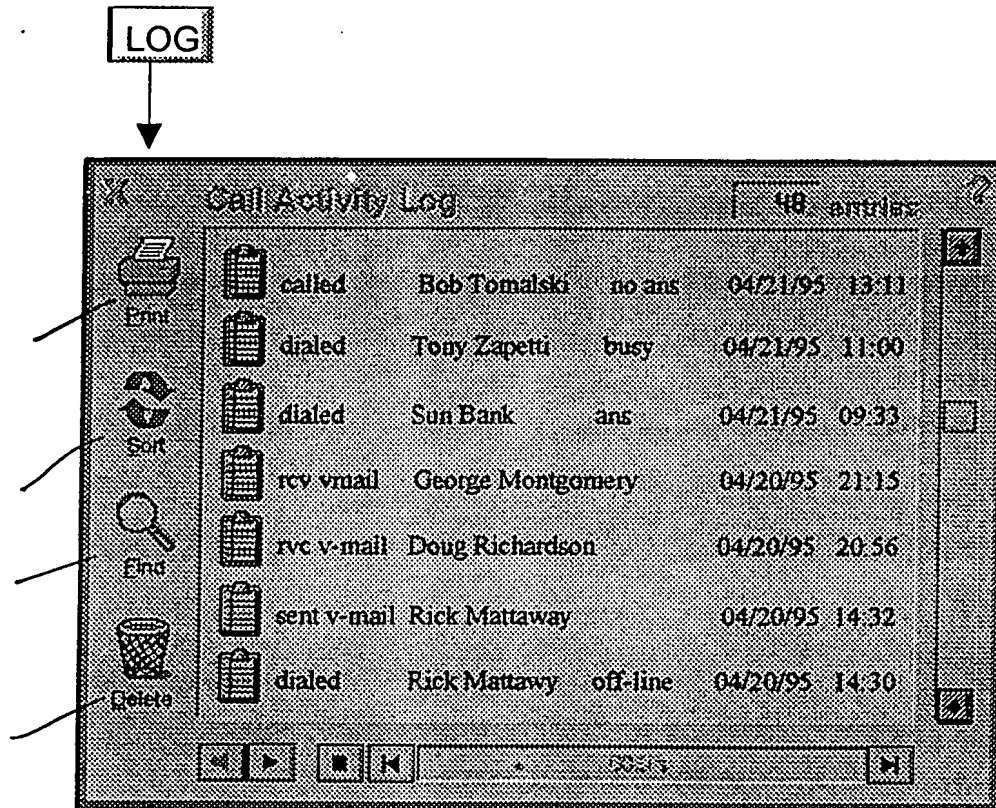 LOG
Call Activity Log 48 entries ?
Print
Sort
Find
Delete
called Bob Tomalski no ans 04/21/95 13:11
dialed Tony Zapetti busy 04/21/95 11:00
dialed Sun Bank ans 04/21/95 09:33
rcv vmail George Montgomery 04/20/95 21:15
rvc v-mail Doug Richardson 04/20/95 20:56
sent v-mail Rick Mattaway 04/20/95 14:32
dialed Rick Mattawy off-line 04/20/95 14:30